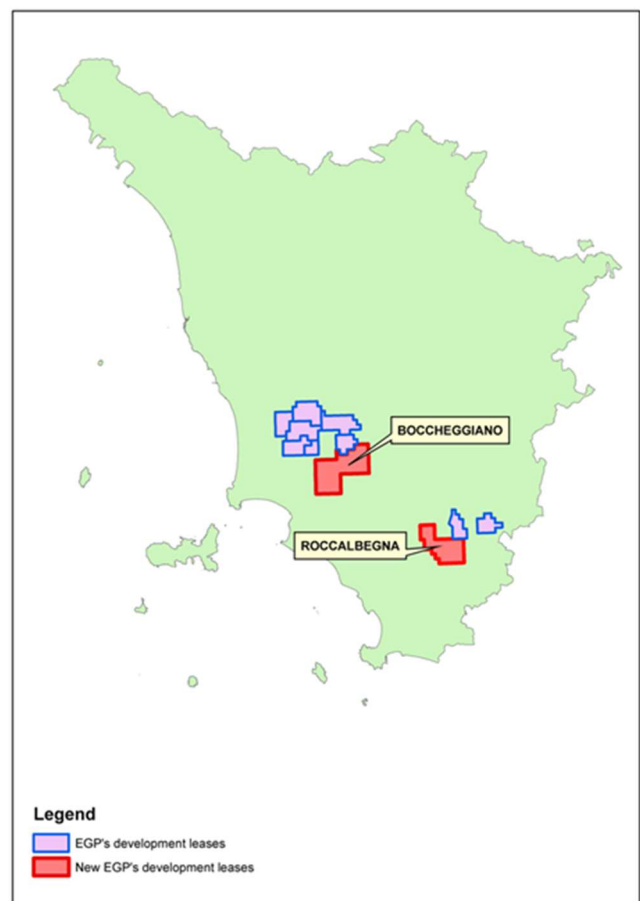 BOCCHEGGIANO
ROCCALBEGNA
Legend
EGP's development leases
New EGP's development leases